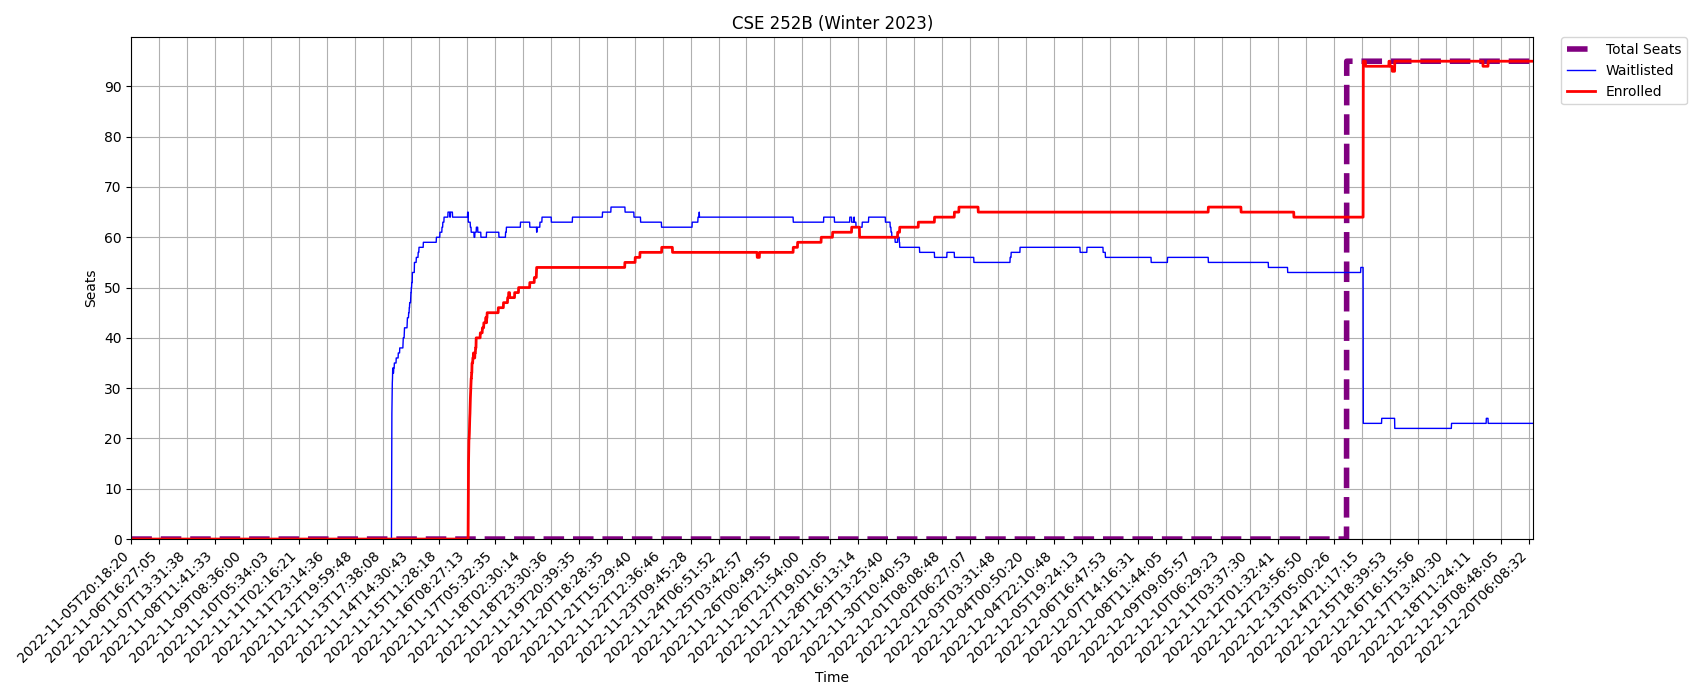 CSE 252B (Winter 2023)
Total Seats
Waitlisted
Enrolled
Seats
90
80
70
60
50
40
30
20
10
0
2022-11-05T20:18:20
2022-11-06T16:27:05
2022-11-07T13:31:38
2022-11-08T11:41:33
2022-11-09T08:36:00
2022-11-10T05:34:03
2022-11-11T02:16:21
2022-11-11T23:14:36
2022-11-12T19:59:48
2022-11-13T17:38:08
2022-11-14T14:30:43
2022-11-15T11:28:18
2022-11-16T08:27:13
2022-11-17T05:32:35
2022-11-18T02:30:14
2022-11-18T23:30:36
2022-11-19T20:39:35
2022-11-20T18:28:35
2022-11-21T15:29:40
2022-11-22T12:36:46
2022-11-23T09:45:28
2022-11-24T06:51:52
2022-11-25T03:42:57
2022-11-26T00:49:55
2022-11-26T21:54:00
2022-11-27T19:01:05
2022-11-28T16:13:14
2022-11-29T13:25:40
2022-11-30T10:40:53
2022-12-01T08:08:48
2022-12-02T06:27:07
2022-12-03T03:31:48
2022-12-04T00:50:20
2022-12-04T22:10:48
2022-12-05T19:24:13
2022-12-06T16:47:53
2022-12-07T14:16:31
2022-12-08T11:44:05
2022-12-09T09:05:57
2022-12-10T06:29:23
2022-12-11T03:37:30
2022-12-12T01:32:41
2022-12-12T23:56:50
2022-12-13T05:00:26
2022-12-14T21:17:15
2022-12-15T18:39:53
2022-12-16T16:15:56
2022-12-17T13:40:30
2022-12-18T11:24:11
2022-12-19T08:48:05
2022-12-20T06:08:32
Time